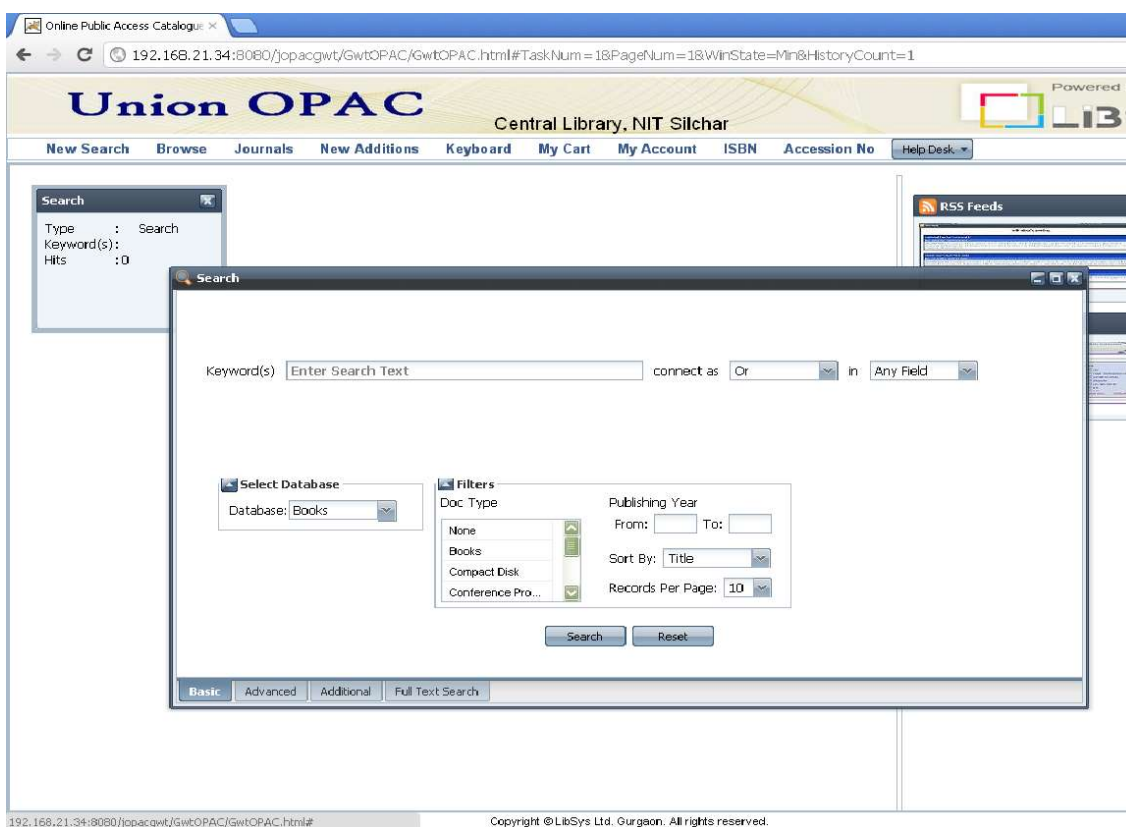 Online Public Access Catalogue
192.168.21.34:8080/jopacgwt/GwtOPAC/GwtOPAC.html#TaskNum=1&PageNum=1&WinState=Min&HistoryCount=1
Union OPAC
Central Library, NIT Silchar
Powered
New Search Browse Journals New Additions Keyboard My Cart My Account ISBN Accession No Help Desk
Search
Type : Search
Keyword(s):
Hits :0
RSS Feeds
Search
Keyword(s) Enter Search Text connect as Or in Any Field
Select Database
Database: Books
Filters
Doc Type
None
Books
Compact Disk
Conference Pro...
Publishing Year
From: To:
Sort By: Title
Records Per Page: 10
Search Reset
Basic Advanced Additional Full Text Search
192.168.21.34:8080/jopacgwt/GwtOPAC/GwtOPAC.html#
Copyright © LibSys Ltd. Gurgaon. All rights reserved.